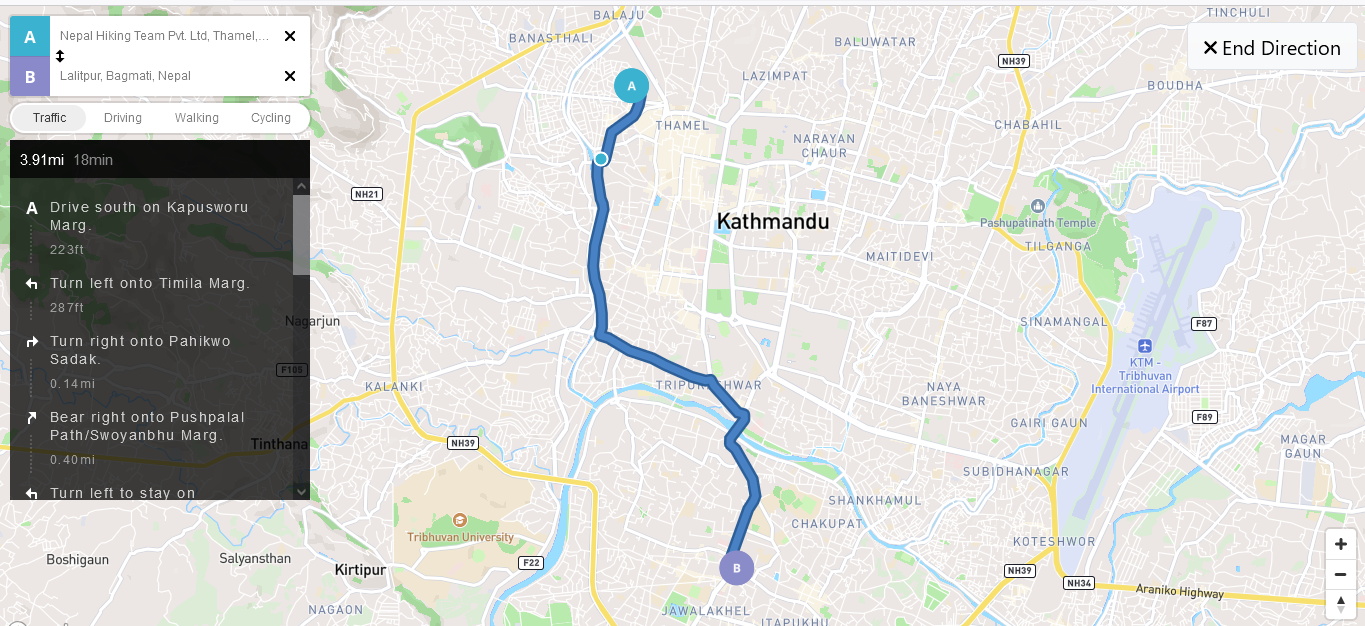 A
Nepal Hiking Team Pvt. Ltd, Thamel,...
B
Lalitpur, Bagmati, Nepal
Traffic
Driving
Walking
Cycling
3.91mi 18min
A
Drive south on Kapusworu
Marg.
223ft
Turn left onto Timila Marg.
287ft
Turn right onto Pahikwo
Sadak.
0.14mi
Bear right onto Pushpalal
Path/Swoyanbhu Marg.
0.40mi
Turn left to stay on
End Direction
BALAJU
TINCHULI
BANASTHALI
BALUWATAR
NH39
LAZIMPAT
BOUDHA
A
THAMEL
CHABAHIL
NARAYAN
CHAUR
NH21
Kathmandu
Pashupatinath Temple
TILGANGA
MAITIDEVI
Nagarjun
SINAMANGAL
F87
F105
KTM -
Tribhuvan
International Airport
KALANKI
TRIPURESHWAR
NAYA
BANESHWAR
F89
GAIRI GAUN
Tinthana
NH39
MAGAR
GAUN
SUBIDHANAGAR
SHANKHAMUL
CHAKUPAT
Tribhuvan University
KOTESHWOR
Boshigaun
Salyansthan
Kirtipur
F22
B
NH39
NH34
Araniko Highway
NAGAON
JAWALAKHEL
ITAPUKHU